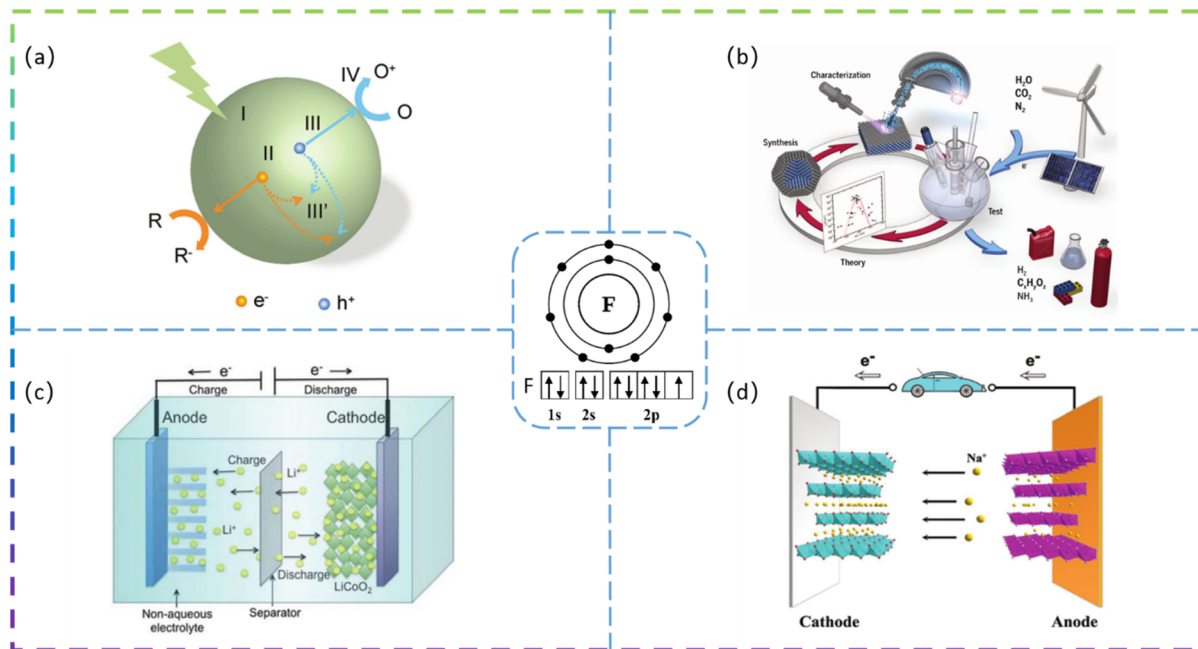 (a)
I
II
III
IV
O⁺
O
III'
R
R⁻
e⁻
h⁺
(b)
Characterization
H₂O
CO₂
N₂
Synthesis
e⁻
Test
Theory
H₂
CₓHᵧOₓ
NH₃
F
F
1s 2s 2p
(c)
e⁻ e⁻
Charge Discharge
Anode Cathode
Charge
Li⁺
Li⁺
Discharge
LiCoO₂
Non-aqueous
electrolyte
Separator
(d)
e⁻ e⁻
Na⁺
Cathode Anode